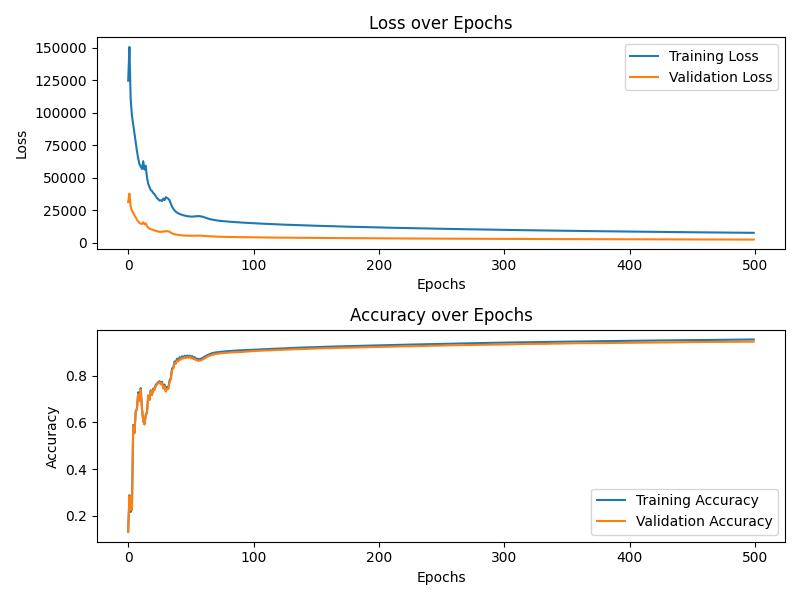 Loss over Epochs
150000
125000
100000
75000
50000
25000
0
Loss
Training Loss
Validation Loss
0 100 200 300 400 500
Epochs
Accuracy over Epochs
0.8
0.6
0.4
0.2
Accuracy
Training Accuracy
Validation Accuracy
0 100 200 300 400 500
Epochs